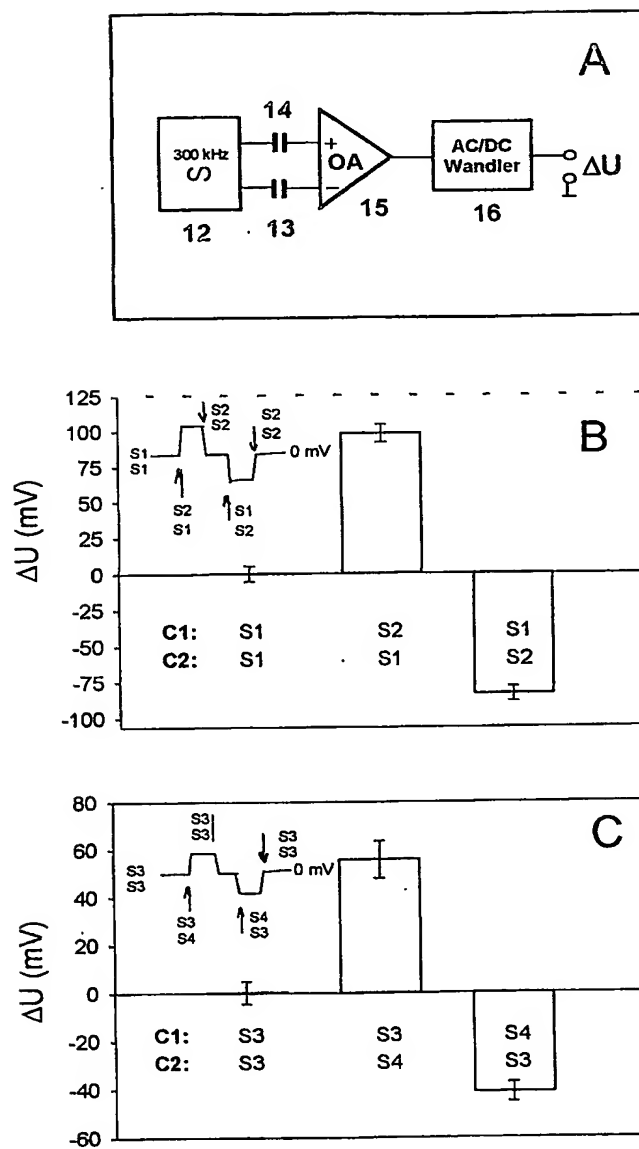 A
14
300 kHz
+
OA
−
AC/DC
Wandler
ΔU
12
13
15
16
B
ΔU (mV)
125
100
75
50
25
0
-25
-50
-75
-100
S2
S2
S2
S2
S1
S1
0 mV
S2
S1
S1
S2
C1: S1 S2 S1
C2: S1 S1 S2
C
ΔU (mV)
80
60
40
20
0
-20
-40
-60
S3
S3
S3
S3
S3
S3
0 mV
S3
S4
S4
S3
C1: S3 S3 S4
C2: S3 S4 S3